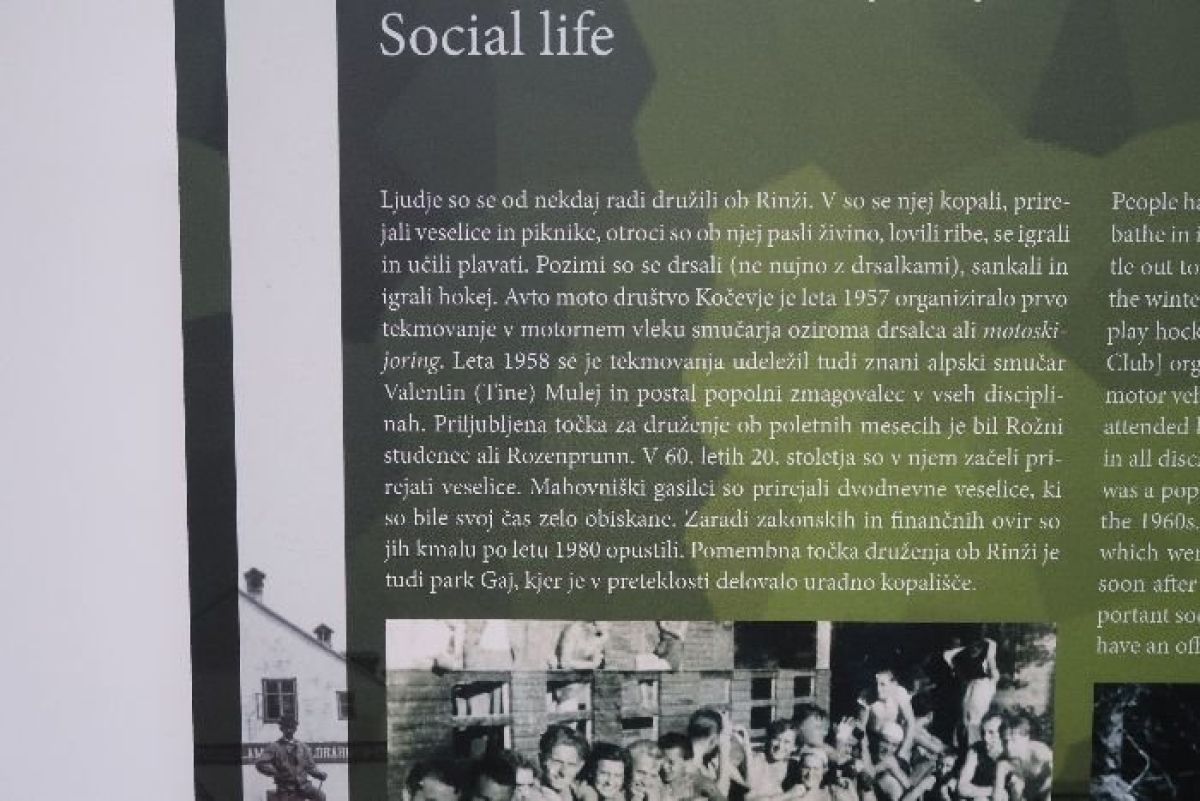 Social life
Ljudje so se od nekdaj radi družili ob Rinži. V so se njej kopali, prire-
jali veselice in piknike, otroci so ob njej pasli živino, lovili ribe, se igrali
in učili plavati. Pozimi so se drsali (ne nujno z drsalkami), sankali in
igrali hokej. Avto moto društvo Kočevje je leta 1957 organiziralo prvo
tekmovanje v motornem vleku smučarja oziroma drsalca ali motoski-
joring. Leta 1958 se je tekmovanja udeležil tudi znani alpski smučar
Valentin (Tine) Mulej in postal popolni zmagovalec v vseh discipli-
nah. Priljubljena točka za druženje ob poletnih mesecih je bil Rožni
studenec ali Rozenprunn. V 60. letih 20. stoletja so v njem začeli pri-
rejati veselice. Mahovniški gasilci so prirejali dvodnevne veselice, ki
so bile svoj čas zelo obiskane. Zaradi zakonskih in finančnih ovir so
jih kmalu po letu 1980 opustili. Pomembna točka druženja ob Rinži je
tudi park Gaj, kjer je v preteklosti delovalo uradno kopališče.
People ha
bathe in i
tle out to
the winte
play hock
Club] org
motor veh
attended
in all disc
was a pop
the 1960s.
which wer
soon after
portant so
have an off